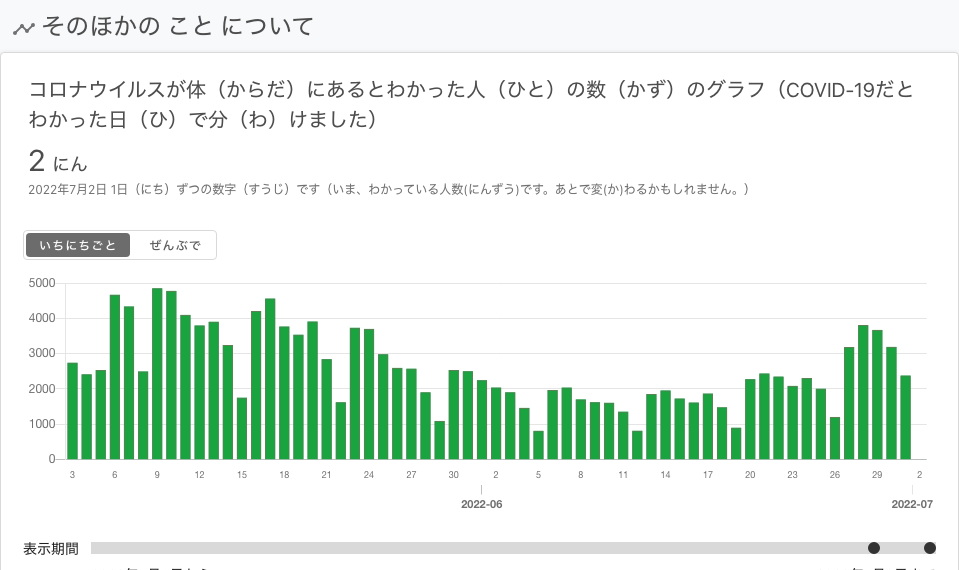 そのほかの こと について
コロナウイルスが体（からだ）にあるとわかった人（ひと）の数（かず）のグラフ（COVID-19だと
わかった日（ひ）で分（わ）けました）
2 にん
2022年7月2日 1日（にち）ずつの数字（すうじ）です（いま、わかっている人数(にんずう)です。あとで変(か)わるかもしれません。）
いちにちごと ぜんぶで
5000
4000
3000
2000
1000
0
3 6 9 12 15 18 21 24 27 30 2 5 8 11 14 17 20 23 26 29 2
2022-06 2022-07
表示期間